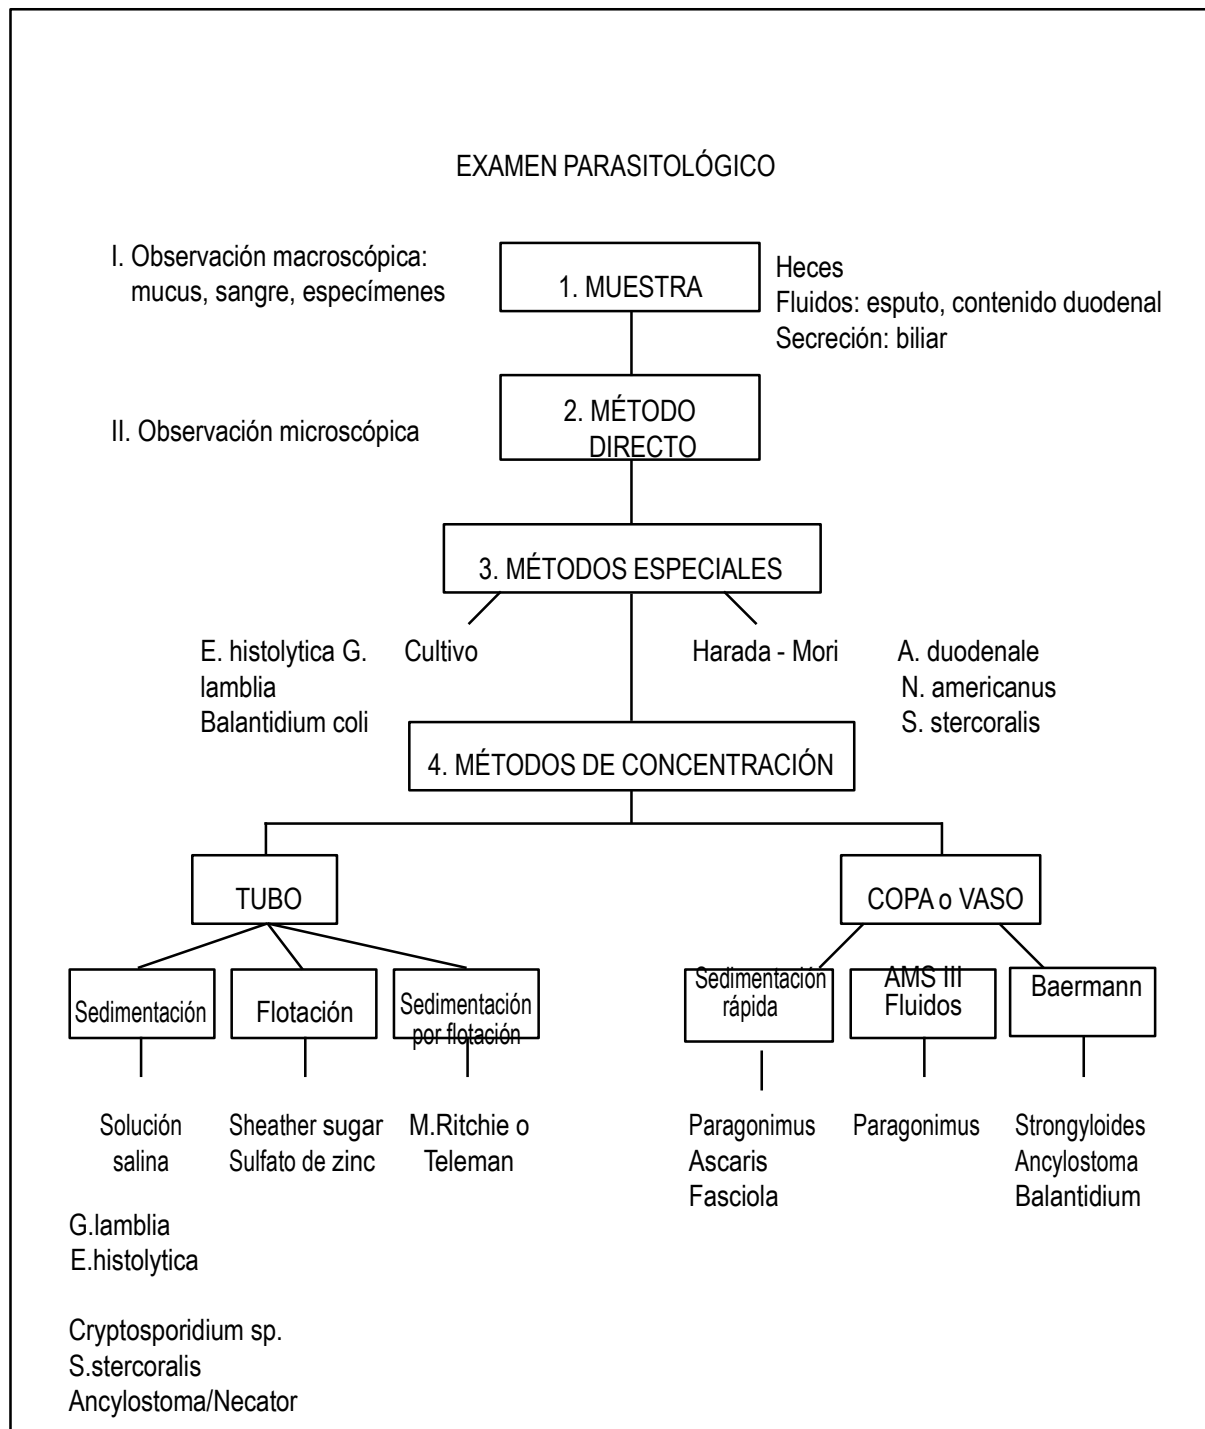 EXAMEN PARASITOLÓGICO
I. Observación macroscópica:
mucus, sangre, especímenes
1. MUESTRA
Heces
Fluidos: esputo, contenido duodenal
Secreción: biliar
II. Observación microscópica
2. MÉTODO
DIRECTO
3. MÉTODOS ESPECIALES
E. histolytica G.
lamblia
Balantidium coli
Cultivo
Harada - Mori
A. duodenale
N. americanus
S. stercoralis
4. MÉTODOS DE CONCENTRACIÓN
TUBO
COPA o VASO
Sedimentación
Flotación
Sedimentación
por flotación
Sedimentación
rápida
AMS III
Fluidos
Baermann
Solución
salina
Sheather sugar
Sulfato de zinc
M.Ritchie o
Teleman
Paragonimus
Ascaris
Fasciola
Paragonimus
Strongyloides
Ancylostoma
Balantidium
G.lamblia
E.histolytica
Cryptosporidium sp.
S.stercoralis
Ancylostoma/Necator